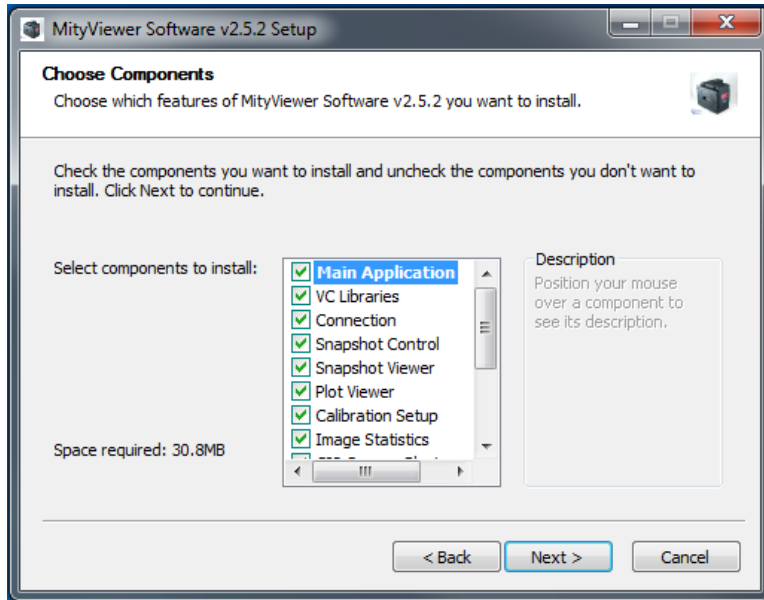 MityViewer Software v2.5.2 Setup
Choose Components
Choose which features of MityViewer Software v2.5.2 you want to install.
Check the components you want to install and uncheck the components you don't want to
install. Click Next to continue.
Select components to install:
Main Application
VC Libraries
Connection
Snapshot Control
Snapshot Viewer
Plot Viewer
Calibration Setup
Image Statistics
Space required: 30.8MB
Description
Position your mouse
over a component to
see its description.
< Back
Next >
Cancel